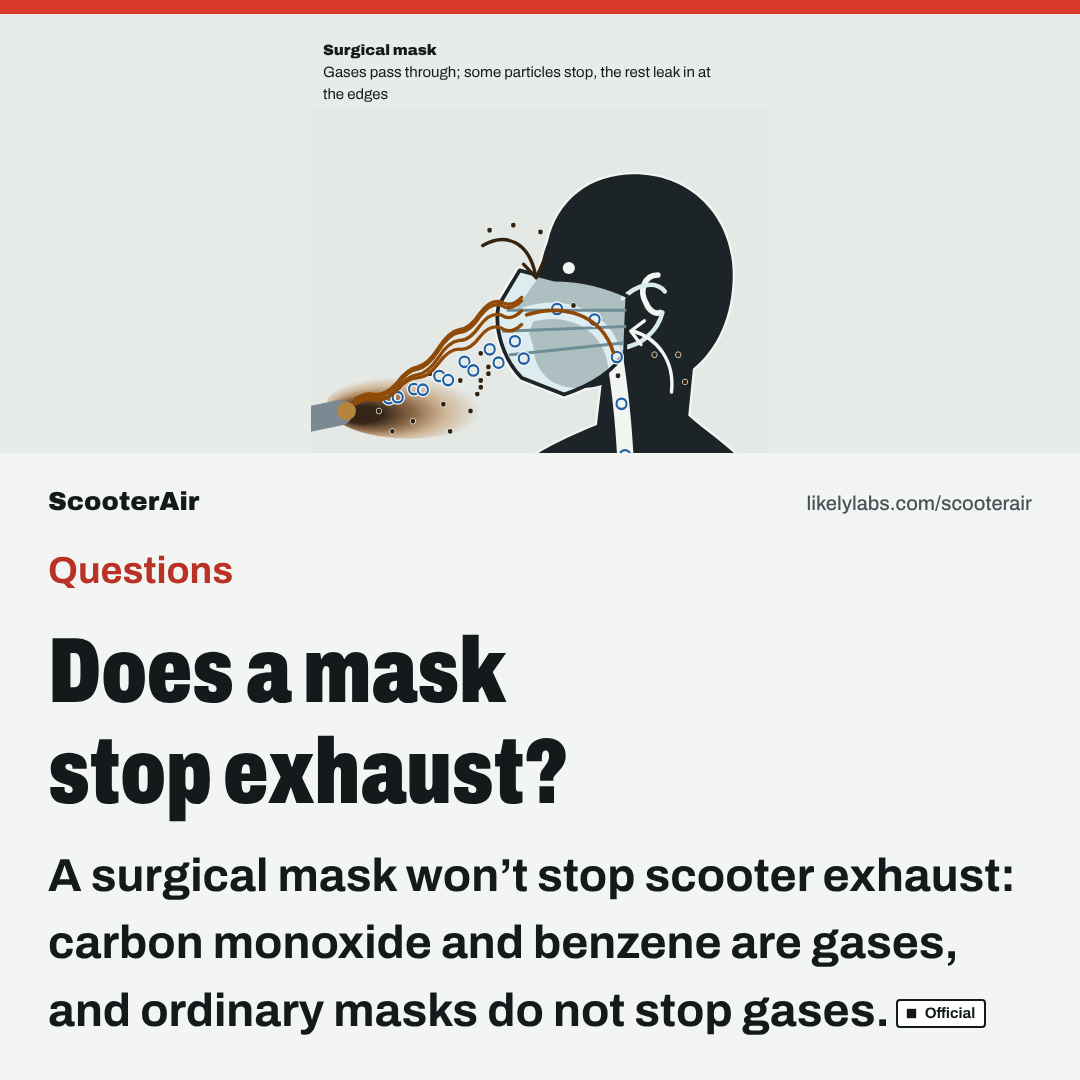 Surgical mask
Gases pass through; some particles stop, the rest leak in at
the edges
ScooterAir
likelylabs.com/scooterair
Questions
Does a mask
stop exhaust?
A surgical mask won’t stop scooter exhaust:
carbon monoxide and benzene are gases,
and ordinary masks do not stop gases. Official